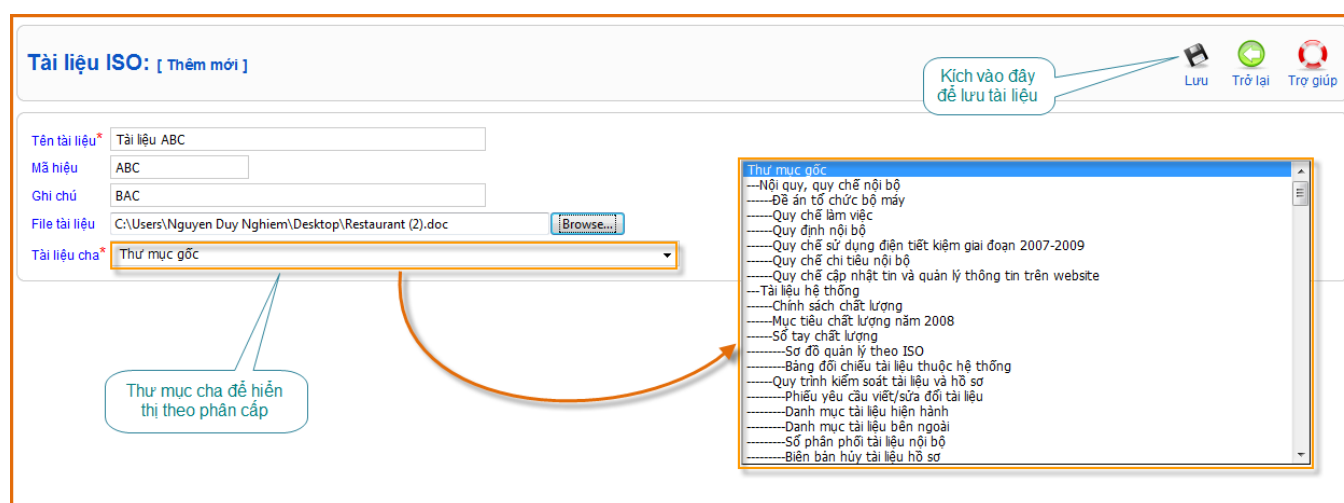 Tài liệu ISO: [ Thêm mới ]
Kích vào đây
để lưu tài liệu
Lưu
Trở lại
Trợ giúp
Tên tài liệu* Tài liệu ABC
Mã hiệu ABC
Ghi chú BAC
File tài liệu C:\Users\Nguyen Duy Nghiem\Desktop\Restaurant (2).doc Browse...
Tài liệu cha* Thư mục gốc
Thư mục cha để hiển
thị theo phân cấp
Thư mục gốc
---Nội quy, quy chế nội bộ
------Đề án tổ chức bộ máy
------Quy chế làm việc
------Quy định nội bộ
------Quy chế sử dụng điện tiết kiệm giai đoạn 2007-2009
------Quy chế chi tiêu nội bộ
------Quy chế cập nhật tin và quản lý thông tin trên website
---Tài liệu hệ thống
------Chính sách chất lượng
------Mục tiêu chất lượng năm 2008
------Sổ tay chất lượng
---------Sơ đồ quản lý theo ISO
---------Bảng đối chiếu tài liệu thuộc hệ thống
------Quy trình kiểm soát tài liệu và hồ sơ
---------Phiếu yêu cầu viết/sửa đổi tài liệu
---------Danh mục tài liệu hiện hành
---------Danh mục tài liệu bên ngoài
---------Sổ phân phối tài liệu nội bộ
---------Biên bản hủy tài liệu hồ sơ